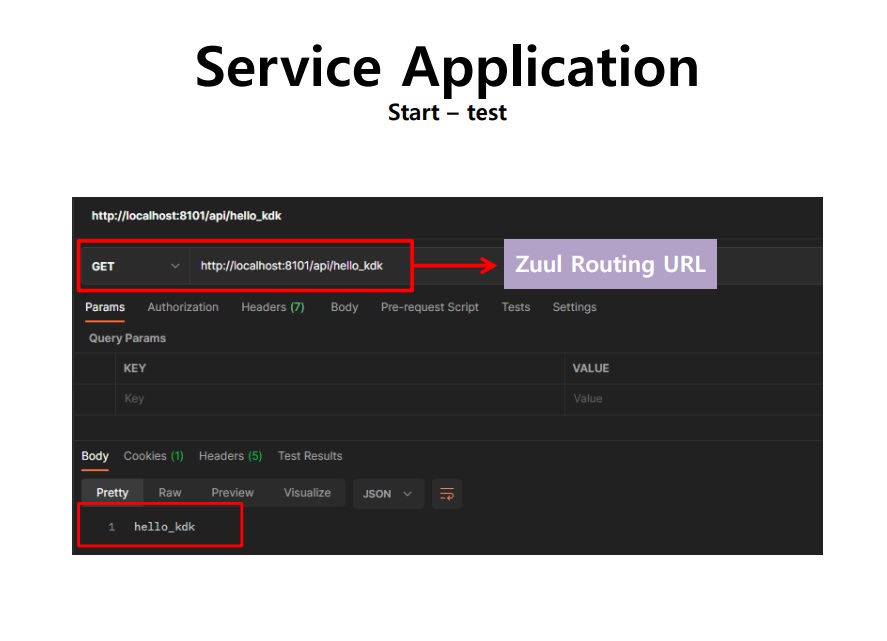 Service Application
Start – test
http://localhost:8101/api/hello_kdk
GET http://localhost:8101/api/hello_kdk Zuul Routing URL
Params Authorization Headers (7) Body Pre-request Script Tests Settings
Query Params
KEY VALUE
Key Value
Body Cookies (1) Headers (5) Test Results
Pretty Raw Preview Visualize JSON
1 hello_kdk